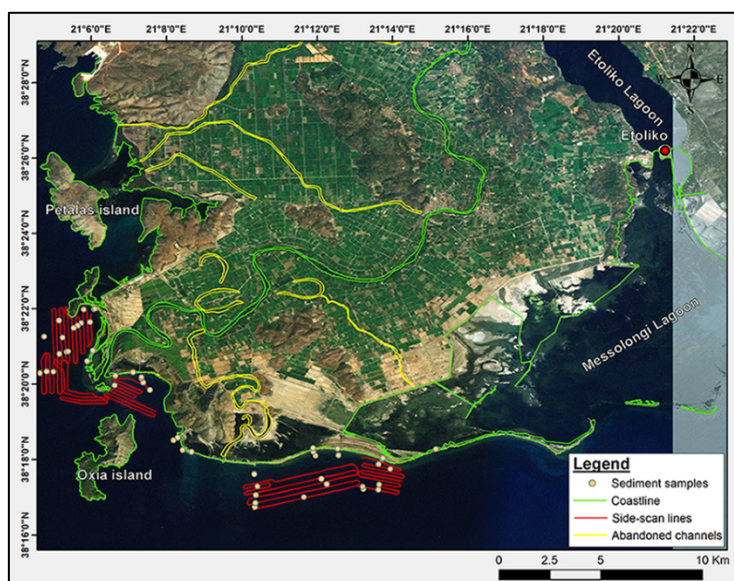 21°6'0"E 21°8'0"E 21°10'0"E 21°12'0"E 21°14'0"E 21°16'0"E 21°18'0"E 21°20'0"E 21°22'0"E
38°28'0"N
38°26'0"N
38°24'0"N
38°22'0"N
38°20'0"N
38°18'0"N
38°16'0"N
N
W E
S
Etoliko Lagoon
Etoliko
Petalas island
Messolongi Lagoon
Oxia island
Legend
Sediment samples
Coastline
Side-scan lines
Abandoned channels
0 2.5 5 10 Km